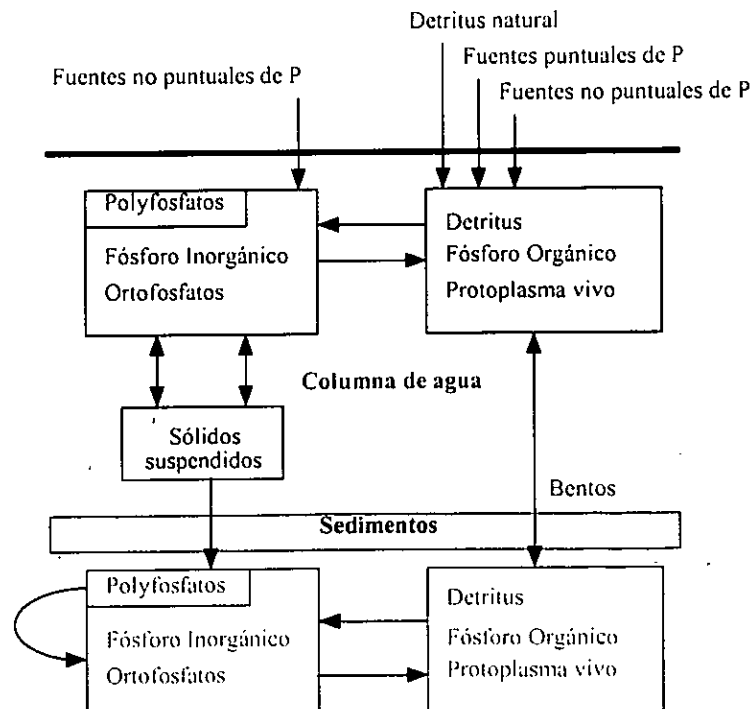 Detritus natural
Fuentes no puntuales de P
Fuentes puntuales de P
Fuentes no puntuales de P
Polyfosfatos
Fósforo Inorgánico
Ortofosfatos
Detritus
Fósforo Orgánico
Protoplasma vivo
Columna de agua
Sólidos
suspendidos
Bentos
Sedimentos
Polyfosfatos
Fósforo Inorgánico
Ortofosfatos
Detritus
Fósforo Orgánico
Protoplasma vivo